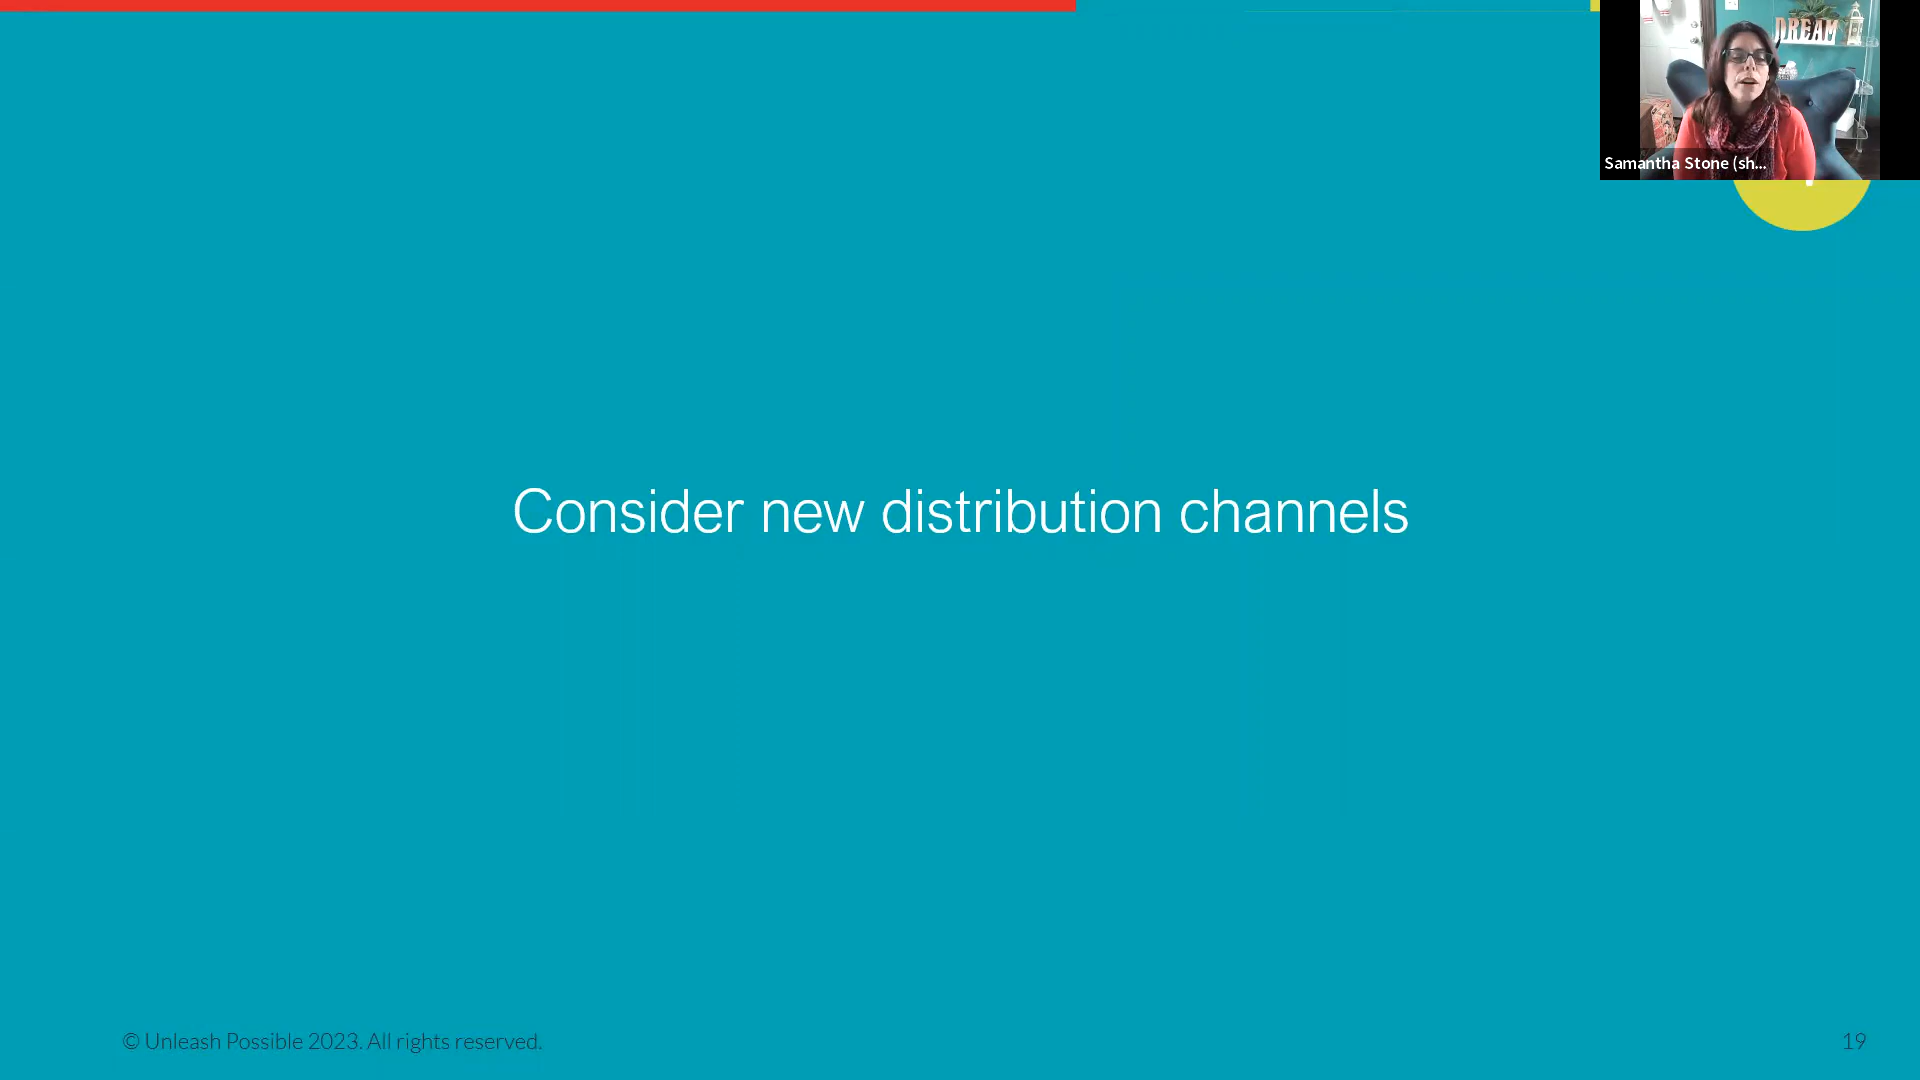 DREAM
Samantha Stone (sh...
Consider new distribution channels
© Unleash Possible 2023. All rights reserved.
19